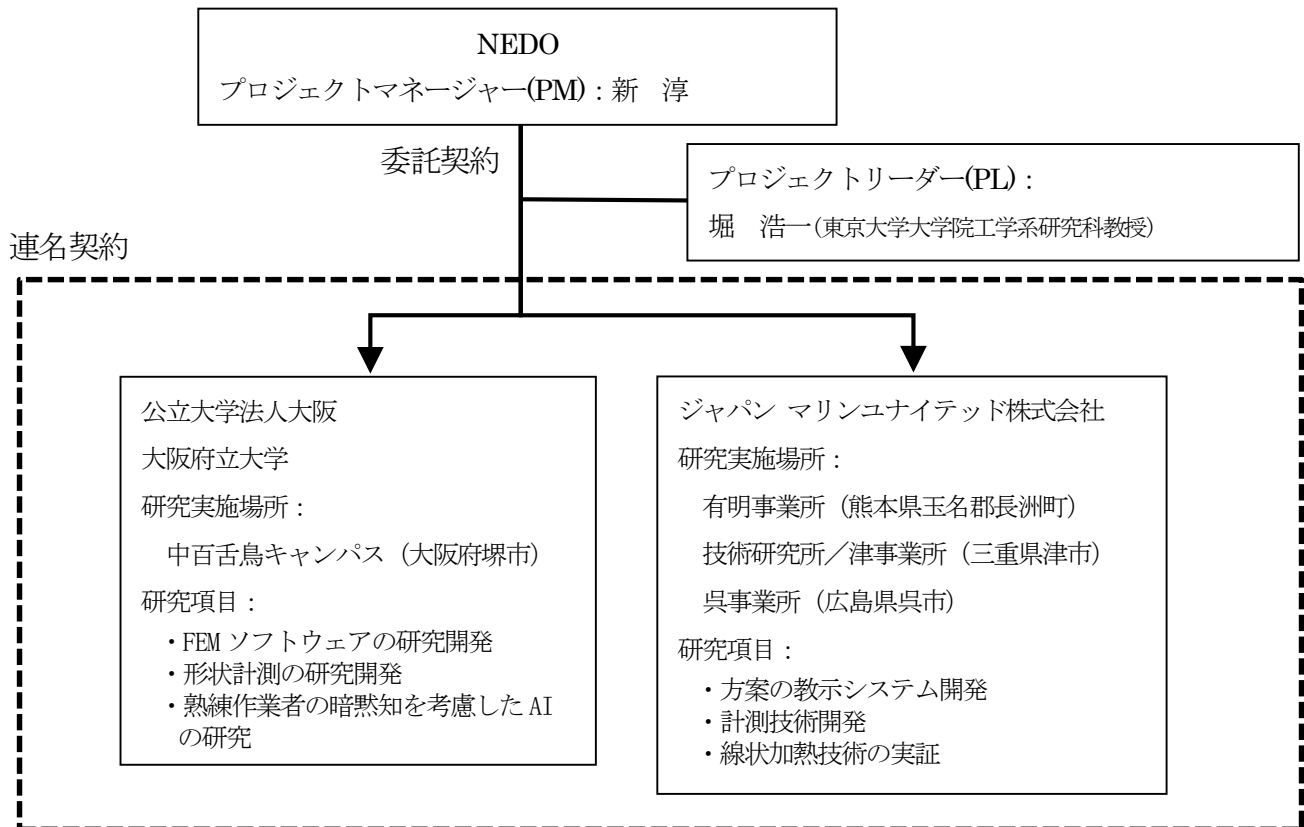 NEDO
プロジェクトマネージャー(PM)：新　淳
委託契約
プロジェクトリーダー(PL)：
堀　浩一(東京大学大学院工学系研究科教授)
連名契約
公立大学法人大阪
大阪府立大学
研究実施場所：
中百舌鳥キャンパス（大阪府堺市）
研究項目：
・FEM ソフトウェアの研究開発
・形状計測の研究開発
・熟練作業者の暗黙知を考慮した AI
の研究
ジャパン マリンユナイテッド株式会社
研究実施場所：
有明事業所（熊本県玉名郡長洲町）
技術研究所／津事業所（三重県津市）
呉事業所（広島県呉市）
研究項目：
・方案の教示システム開発
・計測技術開発
・線状加熱技術の実証